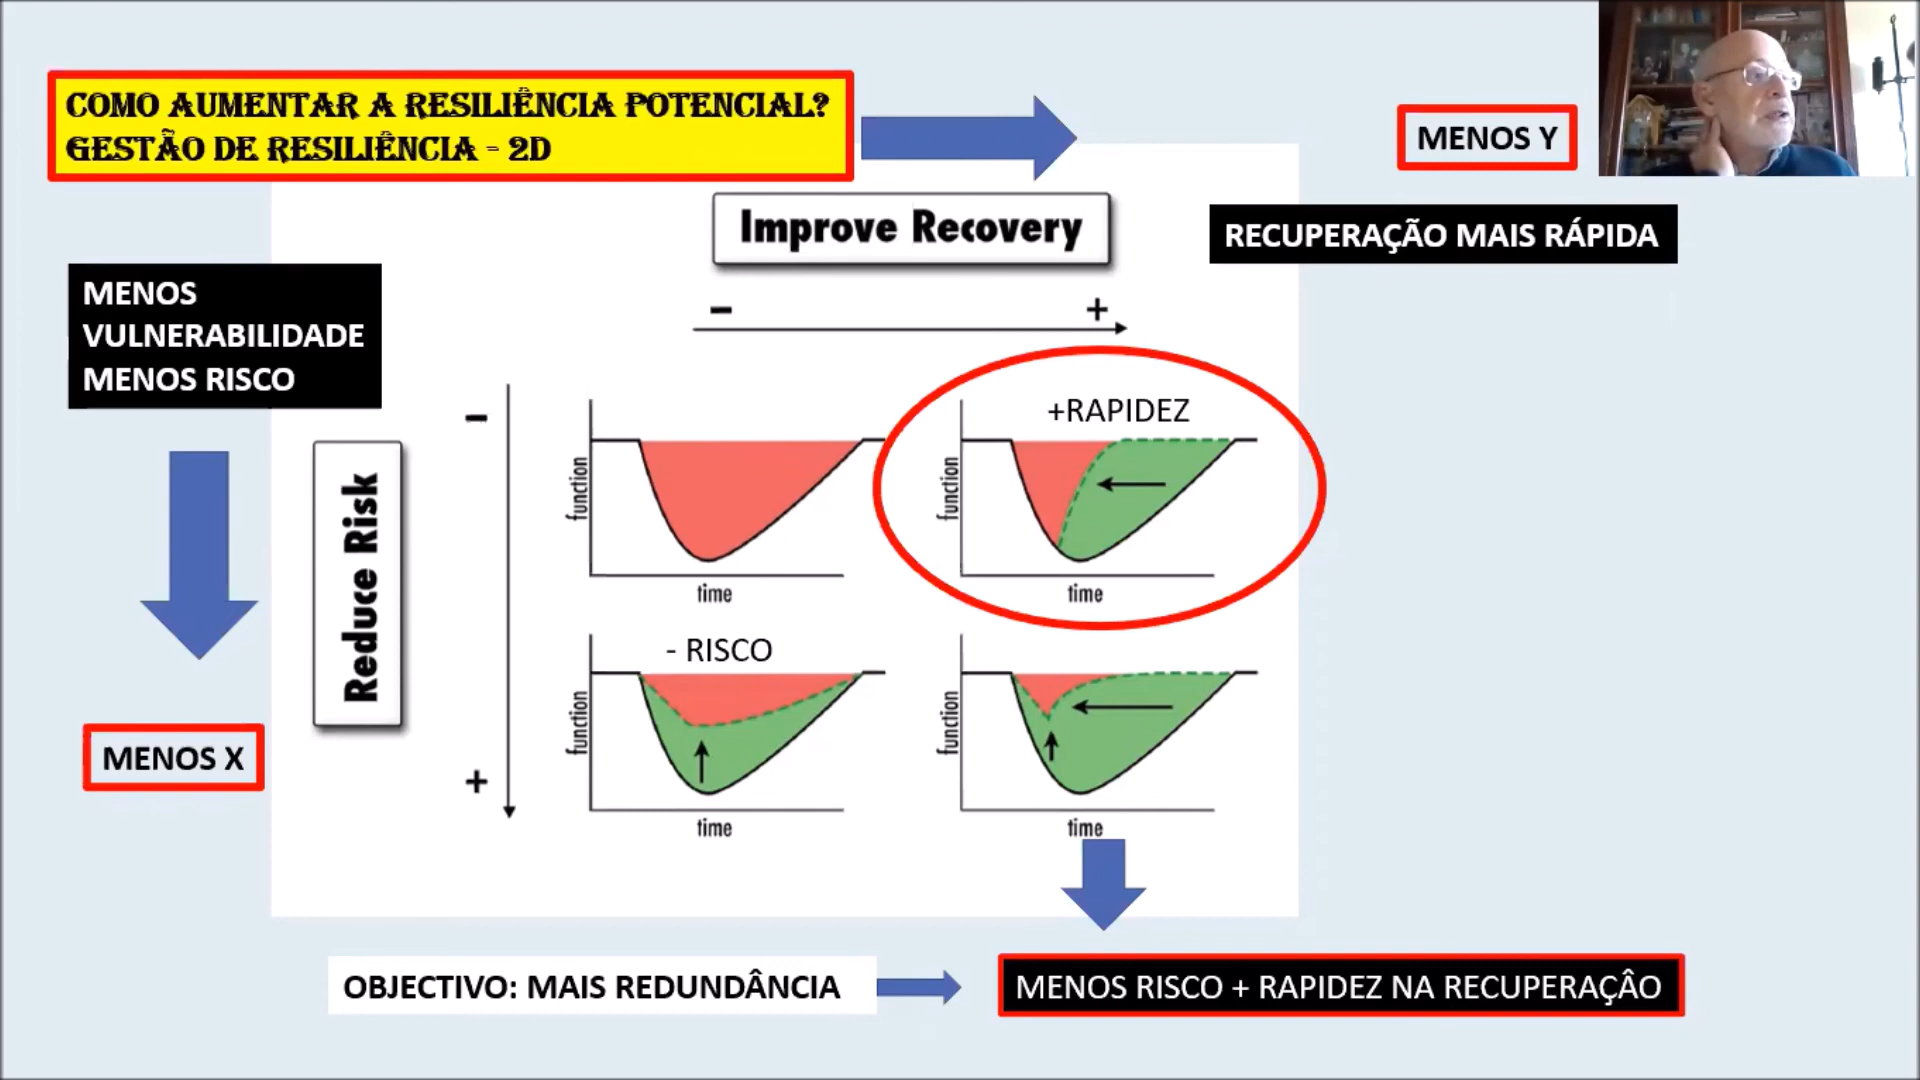 COMO AUMENTAR A RESILIÊNCIA POTENCIAL?
GESTÃO DE RESILIÊNCIA - 2D
MENOS Y
Improve Recovery
RECUPERAÇÃO MAIS RÁPIDA
MENOS
VULNERABILIDADE
MENOS RISCO
- +
-
+
Reduce Risk
MENOS X
function
time
+RAPIDEZ
function
time
- RISCO
function
time
function
time
OBJECTIVO: MAIS REDUNDÂNCIA
MENOS RISCO + RAPIDEZ NA RECUPERAÇÂO